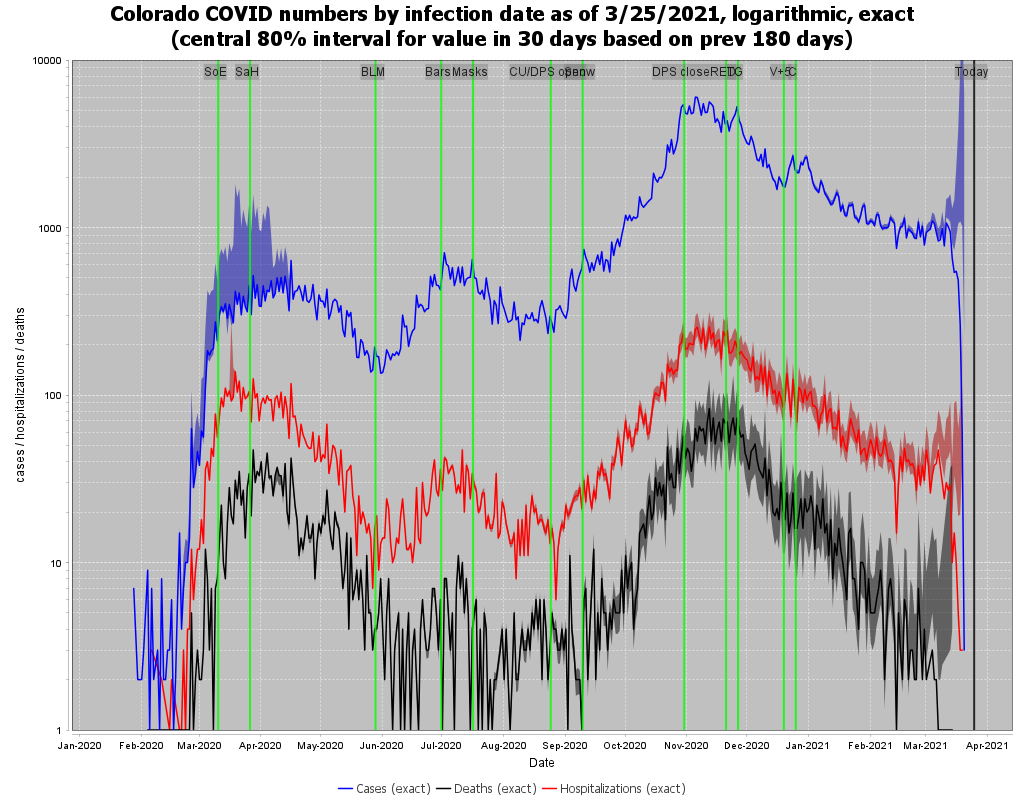 Colorado COVID numbers by infection date as of 3/25/2021, logarithmic, exact
(central 80% interval for value in 30 days based on prev 180 days)
10000
1000
100
10
1
cases / hospitalizations / deaths
SoE SaH BLM Bars Masks CU/DPS open Snow DPS close RED TG V+5 C Today
Jan-2020 Feb-2020 Mar-2020 Apr-2020 May-2020 Jun-2020 Jul-2020 Aug-2020 Sep-2020 Oct-2020 Nov-2020 Dec-2020 Jan-2021 Feb-2021 Mar-2021 Apr-2021
Date
Cases (exact) Deaths (exact) Hospitalizations (exact)